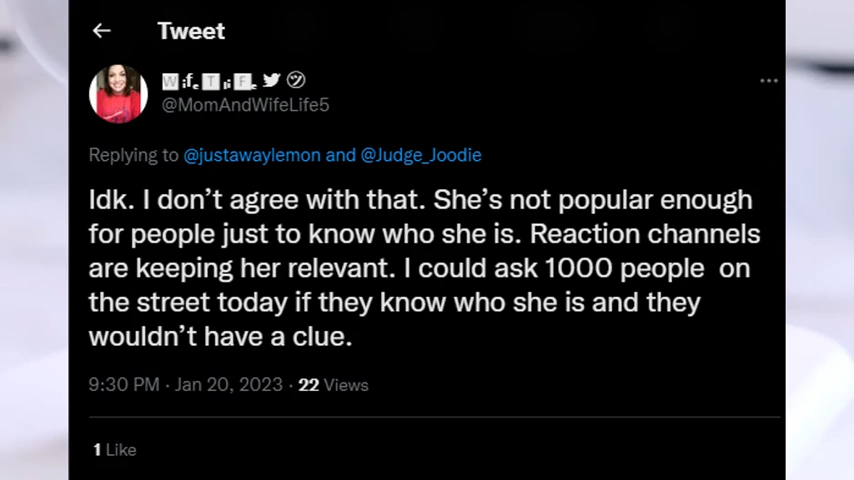 Tweet
WifeTliFe
@MomAndWifeLife5
Replying to @justawaylemon and @Judge_Joodie
Idk. I don't agree with that. She's not popular enough
for people just to know who she is. Reaction channels
are keeping her relevant. I could ask 1000 people  on
the street today if they know who she is and they
wouldn't have a clue.
9:30 PM · Jan 20, 2023 · 22 Views
1 Like